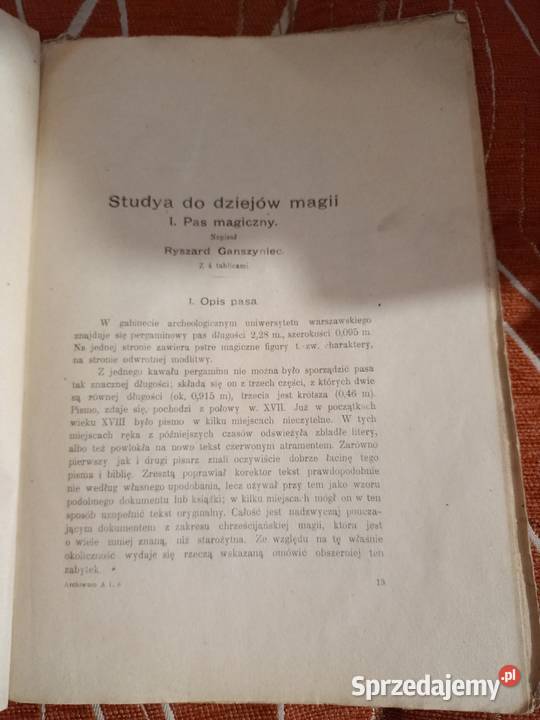 Studya do dziejów magii
I. Pas magiczny.
Napisał
Ryszard Ganszyniec.
Z 4 tablicami
I. Opis pasa
W gabinecie archeologicznym uniwersytetu warszawskiego
znajduje się pergaminowy pas długości 2,28 m., szerokości 0,095 m.
Na jednej stronie zawiera pstre magiczne figury t. zw. charaktery,
na stronie odwrotnej modlitwy.
Z jednego kawału pergaminu nie można było sporządzić pasa
tak znacznej długości; składa się on z trzech części, z których dwie
są równej długości (ok, 0,915 m), trzecia jest krótsza (0,46 m).
Pismo, zdaje się, pochodzi z połowy w. XVII. Już w początkach
wieku XVIII było pismo w kilku miejscach nieczytelne. W tych
miejscach ręka z późniejszych czasów odswieżyła zbladłe litery,
albo też powlokła na nowo tekst czerwonym atramentem. Zarówno
pierwszy jak i drugi pisarz znali oczywiście dobrze łacinę tego
pisma i biblię. Zresztą poprawiał korektor tekst prawdopodobnie
nie według własnego upodobania, lecz używał przy tem jako wzoru
podobnego dokumentu lub książki; w kilku miejscach mógł on w ten
sposób uzupełnić tekst oryginalny. Całość jest nadzwyczaj poucza-
jącym dokumentem z zakresu chrześcijańskiej magii, która jest
o wiele mniej znaną, niż starożytna. Ze względu na tę właśnie
okoliczność wydaje się rzeczą wskazaną omówić obszerniej ten
zabytek.
Archiwum A I, 13
Sprzedajemy.pl